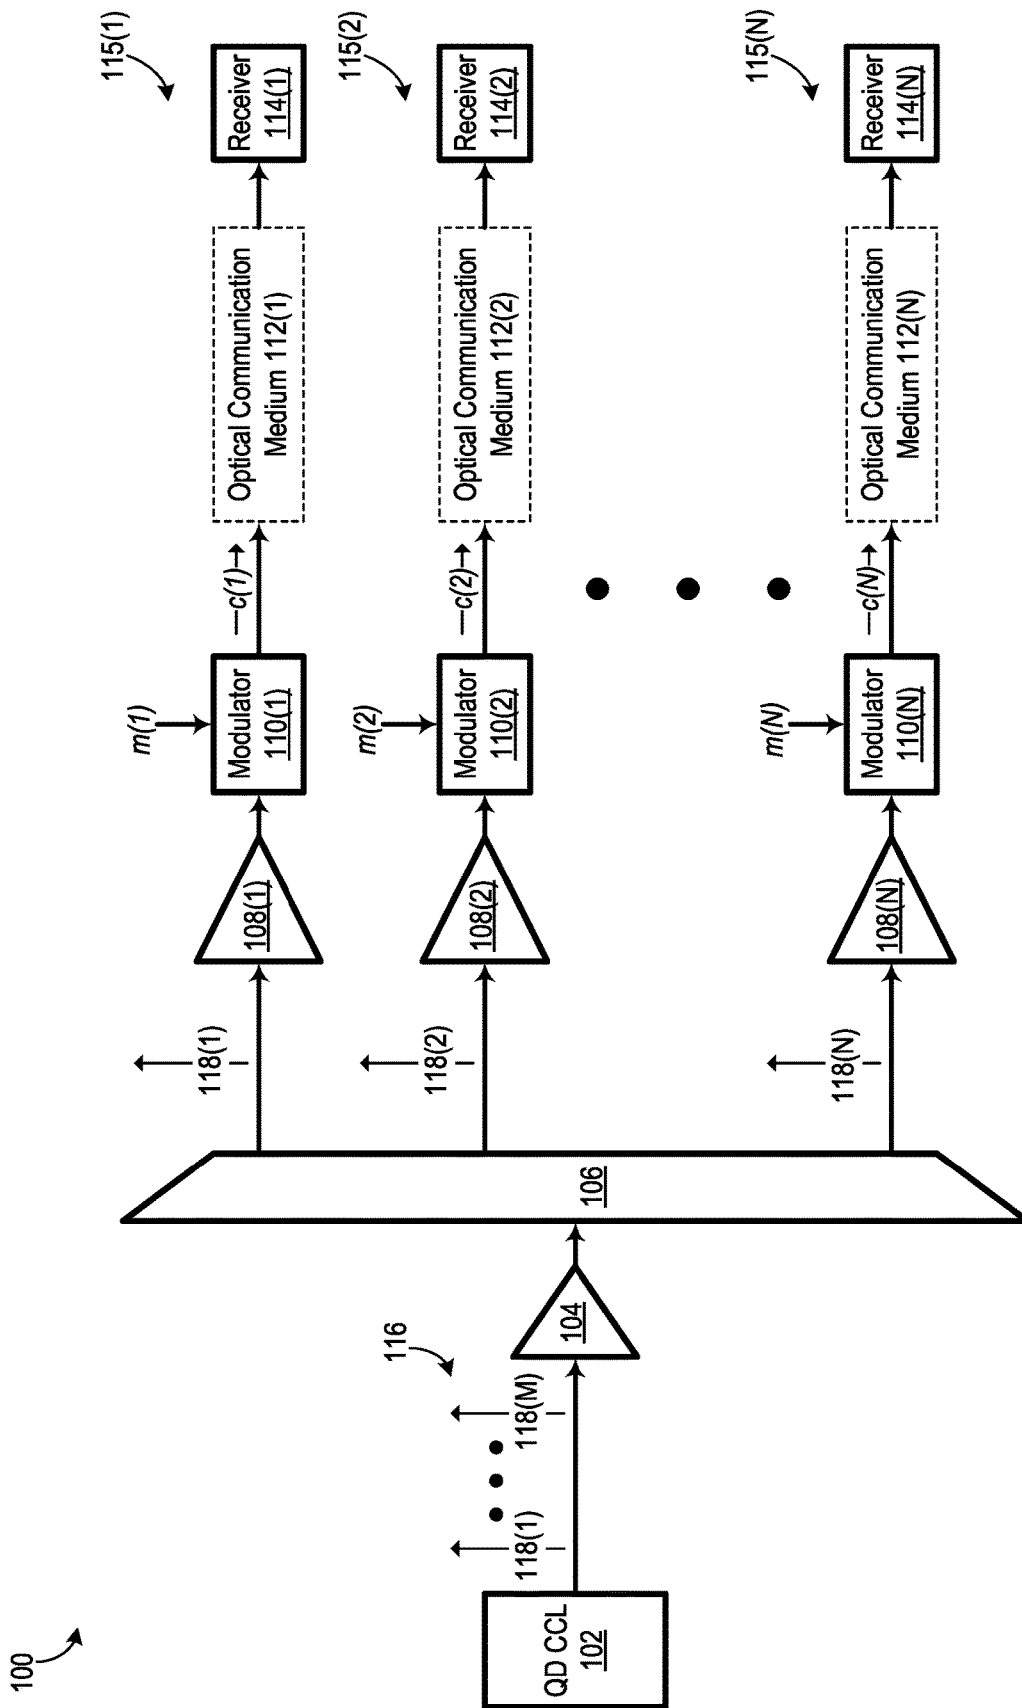 100
QD CCL
102
118(1)
118(M)
116
104
106
118(1)
108(1)
m(1)
Modulator
110(1)
c(1)
Optical Communication
Medium 112(1)
Receiver
114(1)
115(1)
118(2)
108(2)
m(2)
Modulator
110(2)
c(2)
Optical Communication
Medium 112(2)
Receiver
114(2)
115(2)
118(N)
108(N)
m(N)
Modulator
110(N)
c(N)
Optical Communication
Medium 112(N)
Receiver
114(N)
115(N)